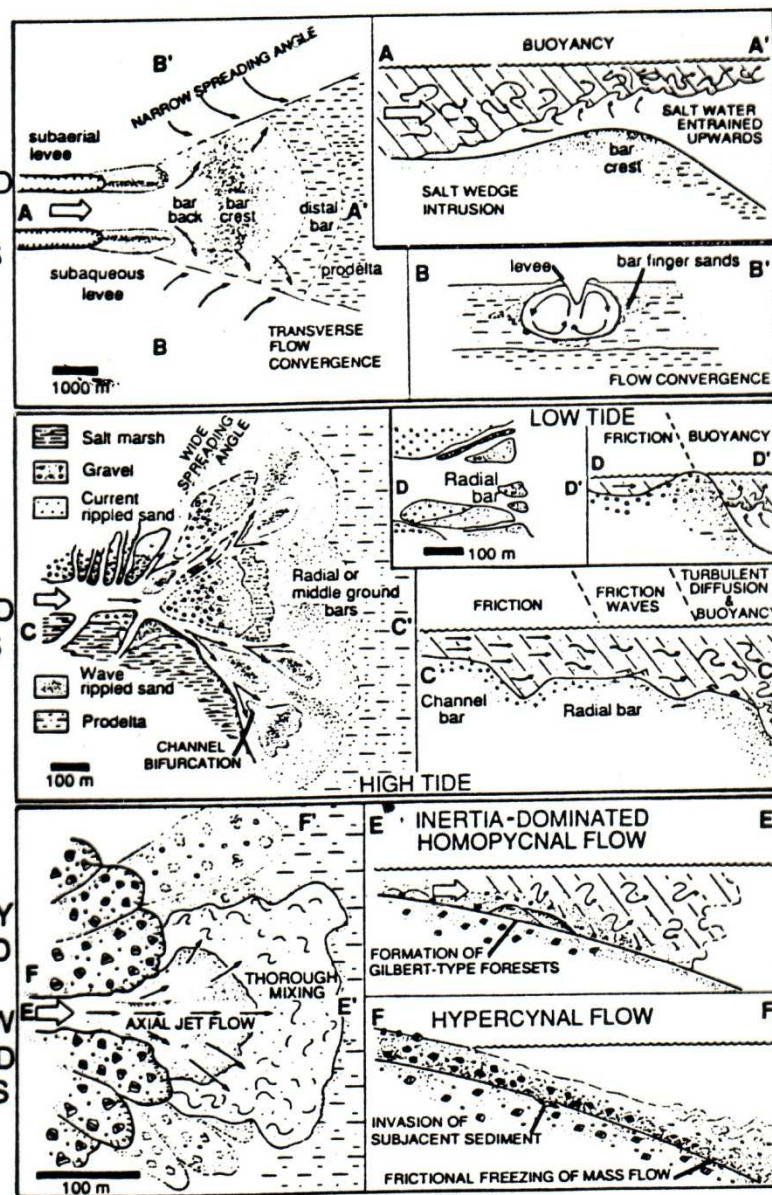 B'
NARROW SPREADING ANGLE
subaerial
levee
A
bar
back
bar
crest
distal
bar
A'
prodelta
subaqueous
levee
B
TRANSVERSE
FLOW
CONVERGENCE
1000 m
A
BUOYANCY
A'
SALT WATER
ENTRAINED
UPWARDS
bar
crest
SALT WEDGE
INTRUSION
B
levee
bar finger sands
B'
FLOW CONVERGENCE
Salt marsh
Gravel
Current
rippled sand
WIDE
SPREADING
ANGLE
C
Radial or
middle ground
bars
C'
Wave
rippled sand
Prodelta
CHANNEL
BIFURCATION
100 m
HIGH TIDE
LOW TIDE
D
Radial
bar
D'
100 m
FRICTION
BUOYANCY
D
D'
FRICTION
FRICTION
WAVES
TURBULENT
DIFFUSION
&
BUOYANCY
C
C'
Channel
bar
Radial bar
F'
F
E
AXIAL JET FLOW
THOROUGH
MIXING
E'
100 m
E
INERTIA-DOMINATED
HOMOPYCNAL FLOW
E'
FORMATION OF
GILBERT-TYPE FORESETS
F
HYPERCYNAL FLOW
F
INVASION OF
SUBJACENT SEDIMENT
FRICTIONAL FREEZING OF MASS FLOW